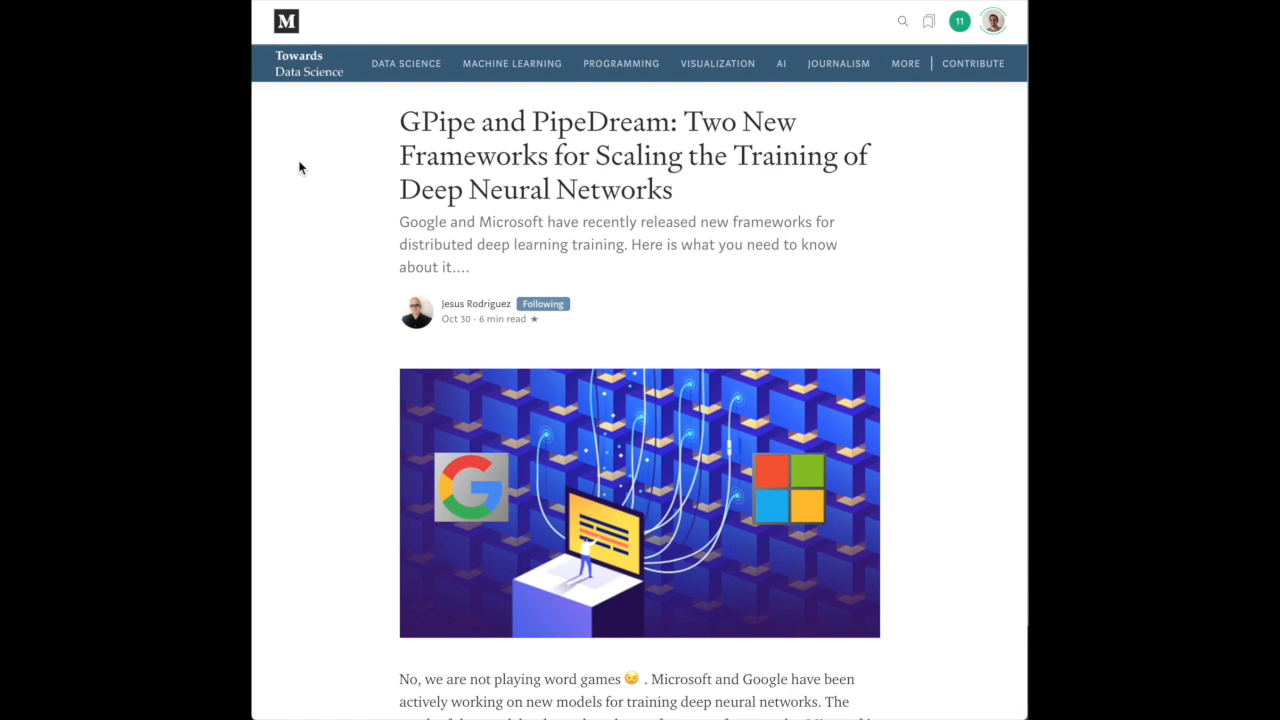 M
11
Towards
Data Science
DATA SCIENCE MACHINE LEARNING PROGRAMMING VISUALIZATION AI JOURNALISM MORE CONTRIBUTE
GPipe and PipeDream: Two New
Frameworks for Scaling the Training of
Deep Neural Networks
Google and Microsoft have recently released new frameworks for
distributed deep learning training. Here is what you need to know
about it….
Jesus Rodriguez Following
Oct 30 · 6 min read ★
No, we are not playing word games 😉 . Microsoft and Google have been
actively working on new models for training deep neural networks. The